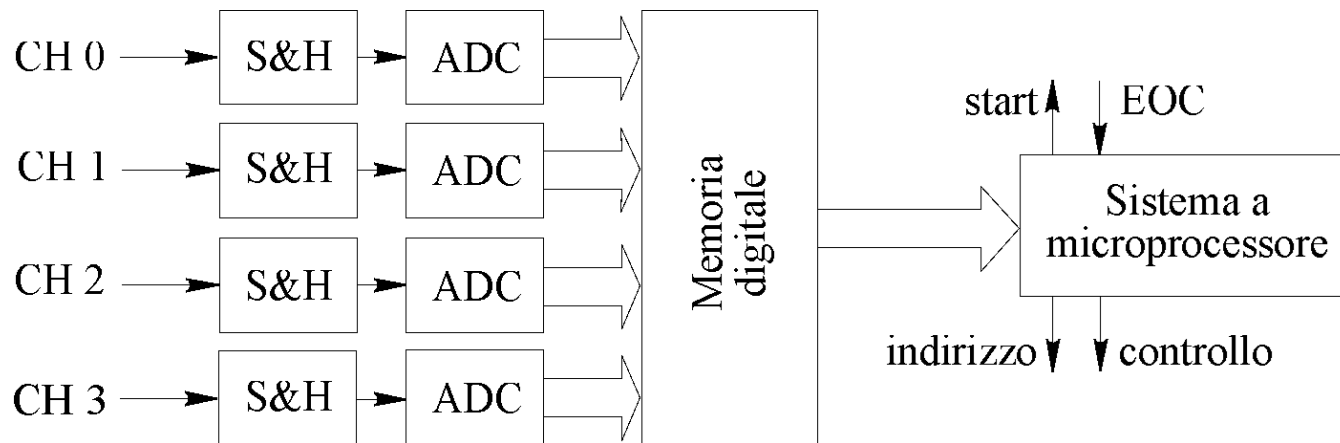 CH 0
S&H
ADC
CH 1
S&H
ADC
CH 2
S&H
ADC
CH 3
S&H
ADC
Memoria
digitale
start
EOC
Sistema a
microprocessore
indirizzo
controllo